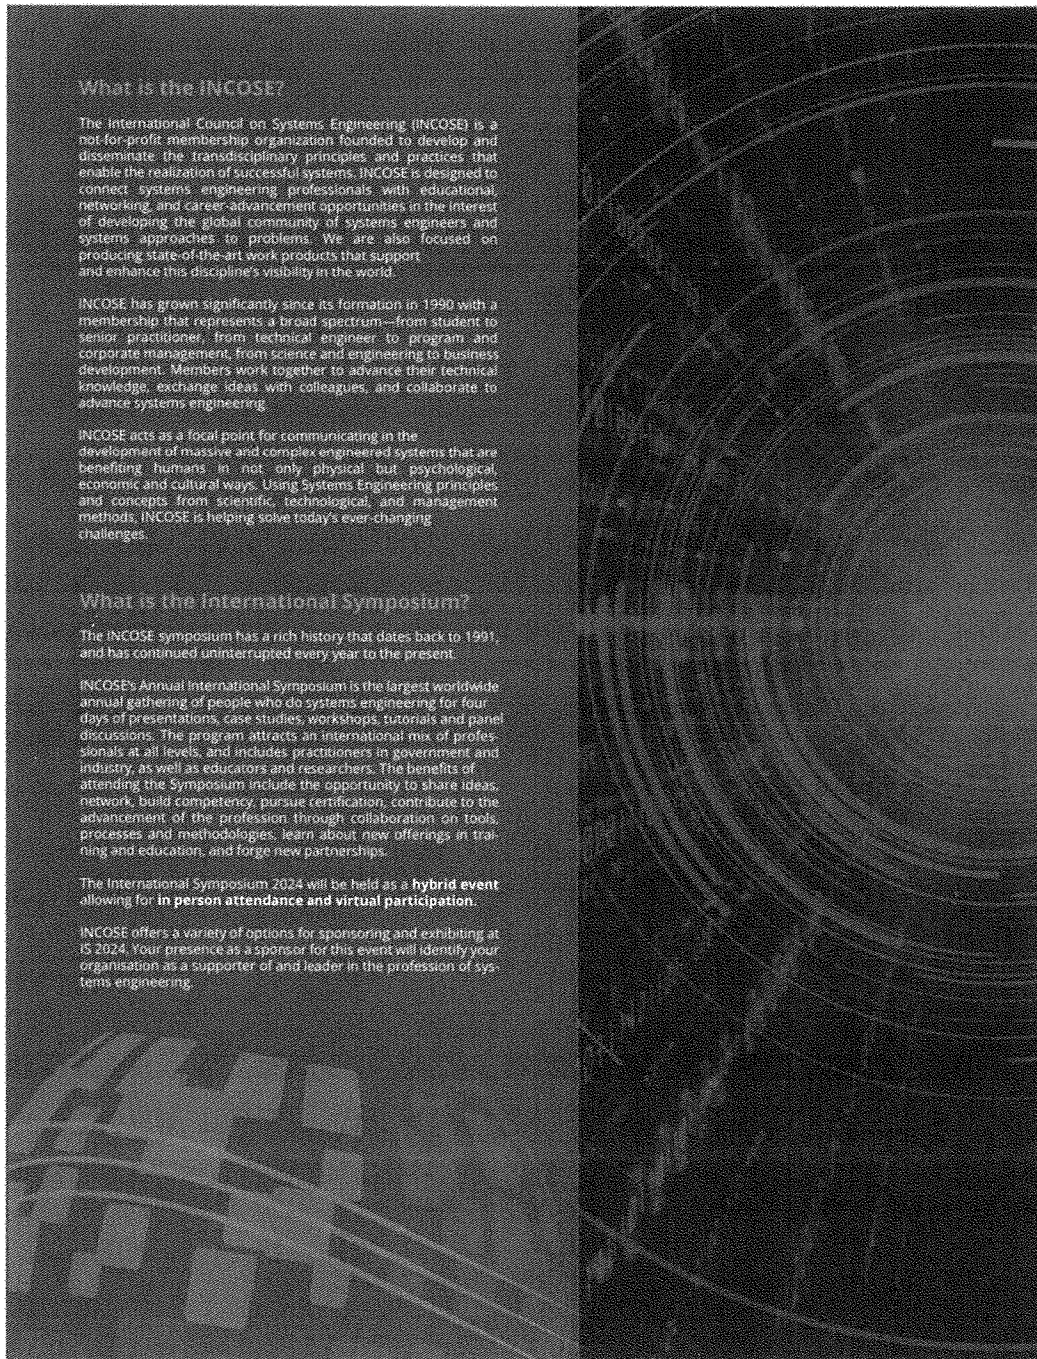 What is the INCOSE?
The International Council on Systems Engineering (INCOSE) is a
not-for-profit membership organization founded to develop and
disseminate the transdisciplinary principles and practices that
enable the realization of successful systems. INCOSE is designed to
connect systems engineering professionals with educational,
networking, and career-advancement opportunities in the interest
of developing the global community of systems engineers and
systems approaches to problems. We are also focused on
producing state-of-the-art work products that support
and enhance this discipline's visibility in the world.
INCOSE has grown significantly since its formation in 1990 with a
membership that represents a broad spectrum—from student to
senior practitioner, from technical engineer to program and
corporate management, from science and engineering to business
development. Members work together to advance their technical
knowledge, exchange ideas with colleagues, and collaborate to
advance systems engineering.
INCOSE acts as a focal point for communicating in the
development of massive and complex engineered systems that are
benefiting humans in not only physical but psychological,
economic and cultural ways. Using Systems Engineering principles
and concepts from scientific, technological, and management
methods, INCOSE is helping solve today's ever-changing
challenges.
What is the International Symposium?
The INCOSE symposium has a rich history that dates back to 1991,
and has continued uninterrupted every year to the present.
INCOSE's Annual International Symposium is the largest worldwide
annual gathering of people who do systems engineering for four
days of presentations, case studies, workshops, tutorials and panel
discussions. The program attracts an international mix of profes-
sionals at all levels, and includes practitioners in government and
industry, as well as educators and researchers. The benefits of
attending the Symposium include the opportunity to share ideas,
network, build competency, pursue certification, contribute to the
advancement of the profession through collaboration on tools,
processes and methodologies, learn about new offerings in trai-
ning and education, and forge new partnerships.
The International Symposium 2024 will be held as a hybrid event
allowing for in person attendance and virtual participation.
INCOSE offers a variety of options for sponsoring and exhibiting at
IS 2024. Your presence as a sponsor for this event will identify your
organisation as a supporter of and leader in the profession of sys-
tems engineering.